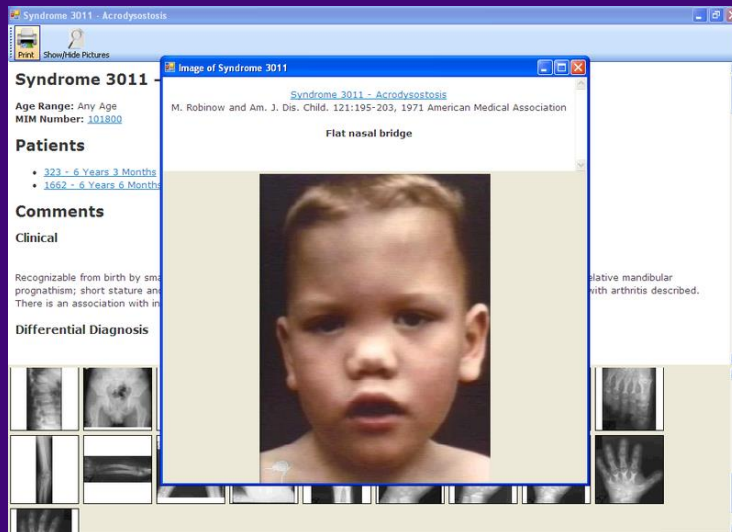 Syndrome 3011 - Acrodysostosis
Print Show/Hide Pictures
Syndrome 3011 -
Age Range: Any Age
MIM Number: 101800
Patients
323 - 6 Years 3 Months
1662 - 6 Years 6 Months
Comments
Clinical
Recognizable from birth by sma
elative mandibular
prognathism; short stature and
with arthritis described.
There is an association with in
Differential Diagnosis
Image of Syndrome 3011
Syndrome 3011 - Acrodysostosis
M. Robinow and Am. J. Dis. Child. 121:195-203, 1971 American Medical Association
Flat nasal bridge